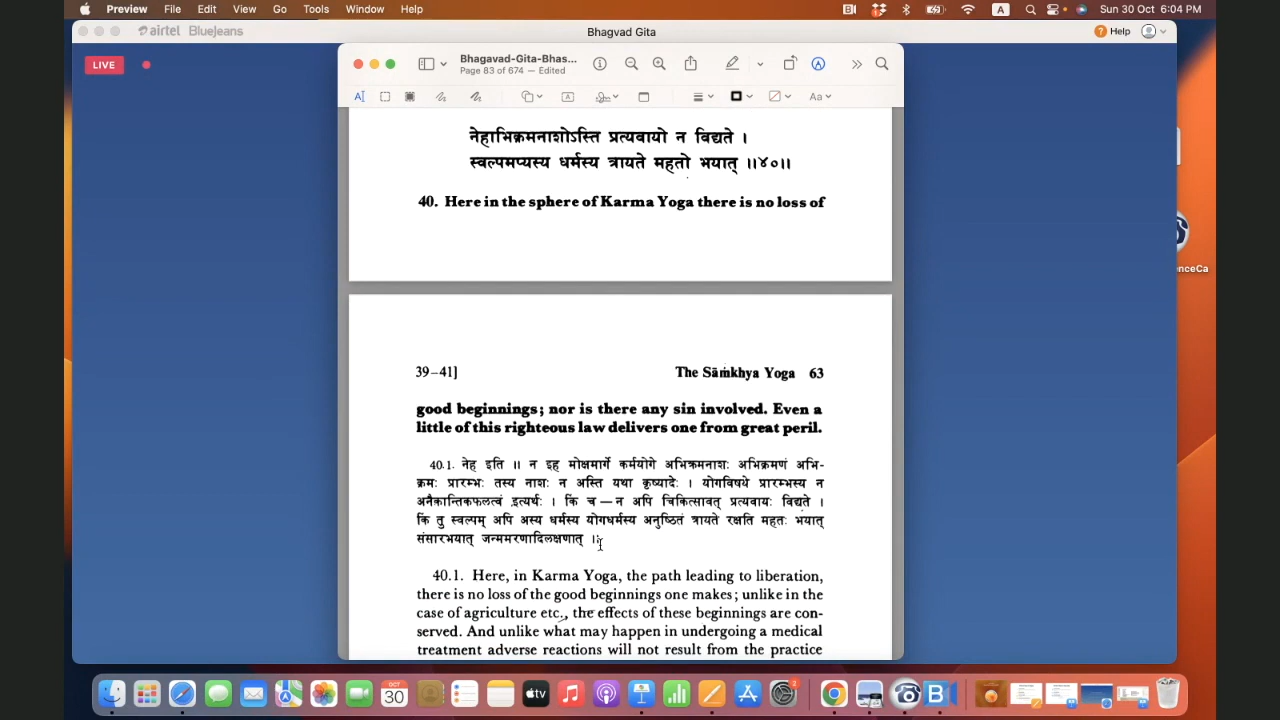 Preview File Edit View Go Tools Window Help
A Sun 30 Oct 6:04 PM
airtel BlueJeans
Bhagvad Gita
Help
LIVE
Bhagavad-Gita-Bhas...
Page 83 of 674 — Edited
नेहाभिक्रमनाशोऽस्ति प्रत्यवायो न विद्यते ।
स्वल्पमप्यस्य धर्मस्य त्रायते महतो भयात् ।।४०।।
40. Here in the sphere of Karma Yoga there is no loss of
39-41] The Sāṁkhya Yoga 63
good beginnings; nor is there any sin involved. Even a
little of this righteous law delivers one from great peril.
40.1. नेह इति ।। न इह मोक्षमार्गे कर्मयोगे अभिक्रमनाशः अभिक्रमणं अभि-
क्रमः प्रारम्भः तस्य नाशः न अस्ति यथा कृष्यादेः । योगविषये प्रारम्भस्य न
अनैकान्तिकफलत्वं इत्यर्थः । किं च — न अपि चिकित्सावत् प्रत्यवायः विद्यते ।
किं तु स्वल्पम् अपि अस्य धर्मस्य योगधर्मस्य अनुष्ठितं त्रायते रक्षति महतः भयात्
संसारभयात् जन्ममरणादिलक्षणात् ।।
40.1. Here, in Karma Yoga, the path leading to liberation,
there is no loss of the good beginnings one makes; unlike in the
case of agriculture etc., the effects of these beginnings are con-
served. And unlike what may happen in undergoing a medical
treatment adverse reactions will not result from the practice
enceCa
OCT
30
tv
2